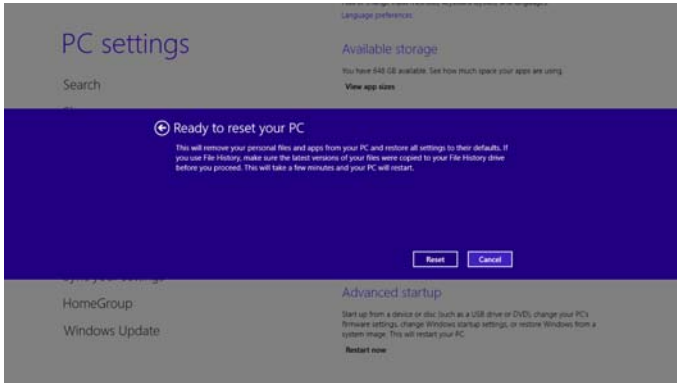 Language preferences
PC settings
Available storage
You have 648 GB available. See how much space your apps are using.
Search
View app sizes
Ready to reset your PC
This will remove your personal files and apps from your PC and restore all settings to their defaults. If
you use File History, make sure the latest versions of your files were copied to your File History drive
before you proceed. This will take a few minutes and your PC will restart.
Reset
Cancel
HomeGroup
Advanced startup
Start up from a device or disc (such as a USB drive or DVD), change your PC's
firmware settings, change Windows startup settings, or restore Windows from a
system image. This will restart your PC.
Windows Update
Restart now